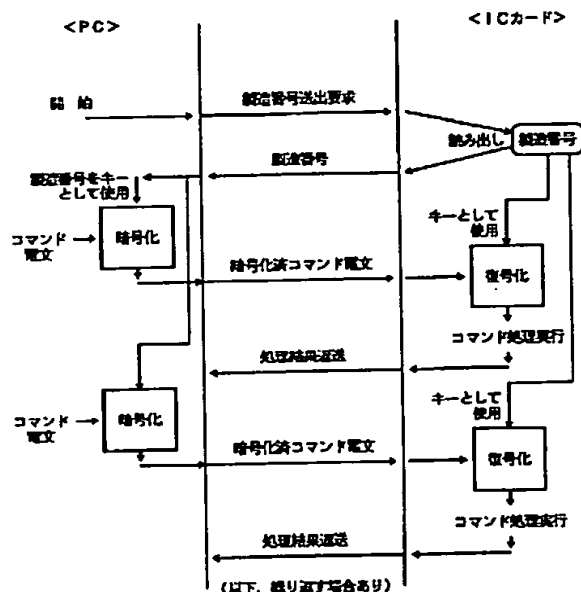 <PC>
<ICカード>
開 始
製造番号送出要求
読み出し
製造番号
製造番号
製造番号をキー
として使用
コマンド
電文
暗号化
キーとして
使用
復号化
暗号化済コマンド電文
コマンド処理実行
処理結果返送
コマンド
電文
暗号化
キーとして
使用
復号化
暗号化済コマンド電文
コマンド処理実行
処理結果返送
(以下、繰り返す場合あり)